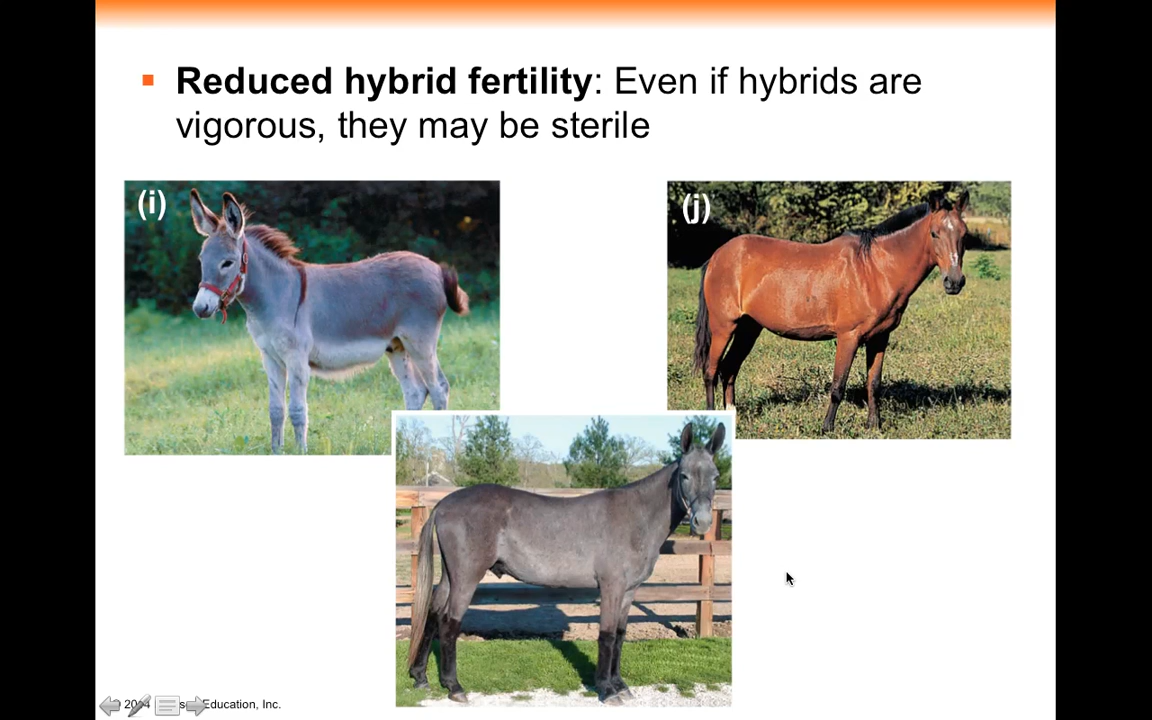 Reduced hybrid fertility: Even if hybrids are
vigorous, they may be sterile
(i)
(j)
Education, Inc.